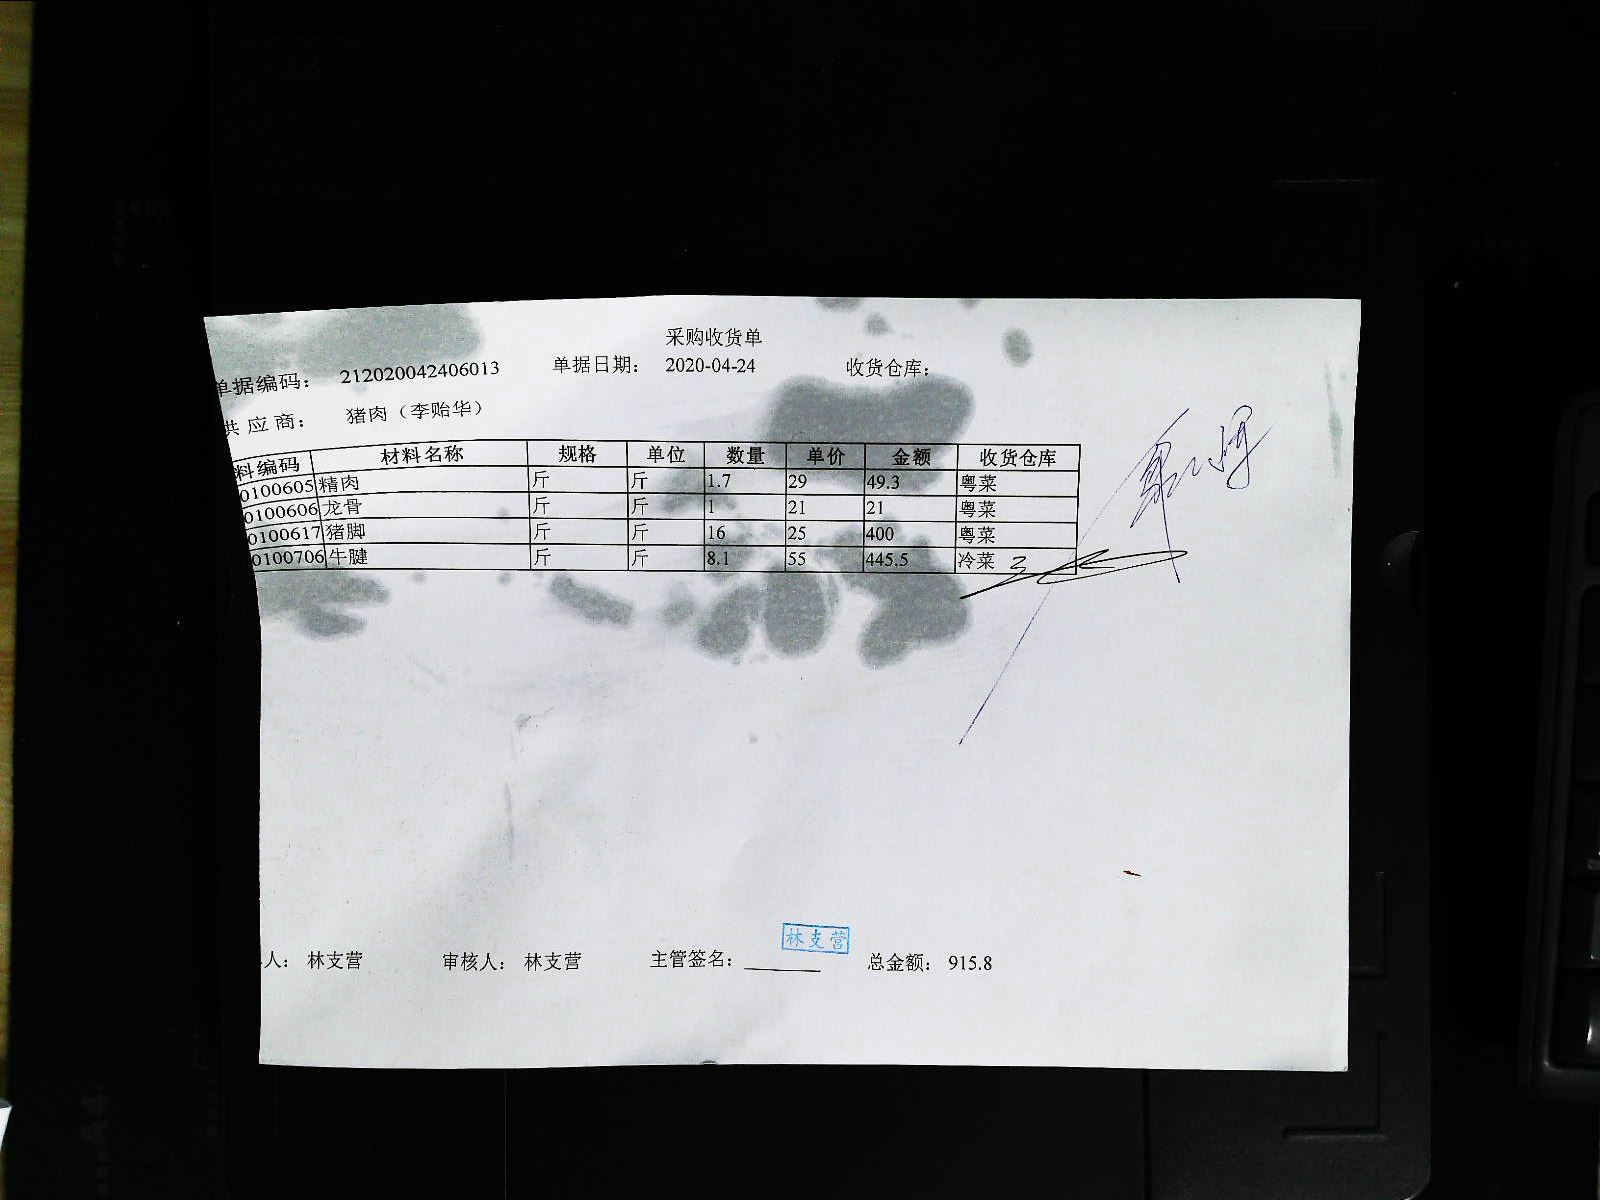 采购收货单
单据编码： 212020042406013 单据日期： 2020-04-24 收货仓库：
供应商： 猪肉（李贻华）
料编码 材料名称 规格 单位 数量 单价 金额 收货仓库
0100605 精肉 斤 斤 1.7 29 49.3 粤菜
0100606 龙骨 斤 斤 1 21 21 粤菜
0100617 猪脚 斤 斤 16 25 400 粤菜
0100706 牛腱 斤 斤 8.1 55 445.5 冷菜
林支营
人： 林支营 审核人： 林支营 主管签名： 总金额： 915.8